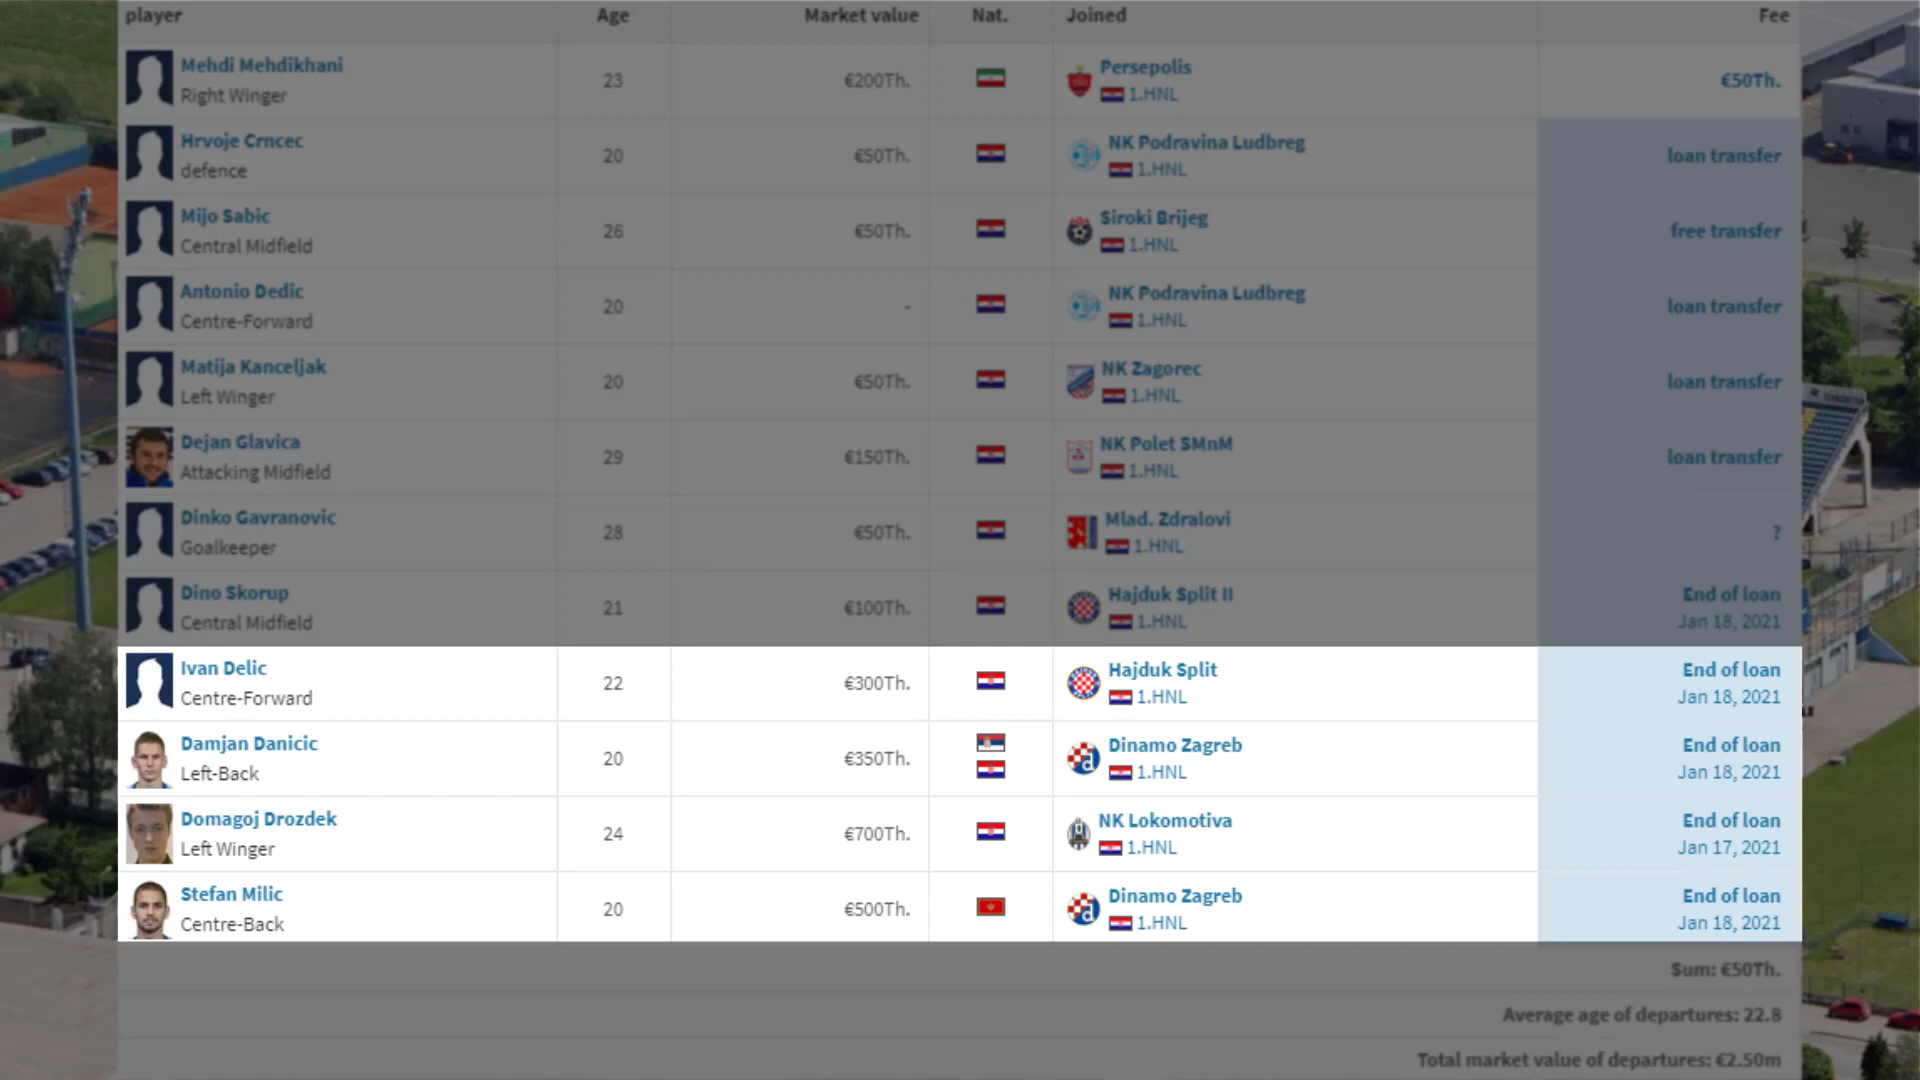 player Age Market value Nat. Joined Fee
Mehdi Mehdikhani
Right Winger
23
€200Th.
Persepolis
1.HNL
€50Th.
Hrvoje Crncec
defence
20
€50Th.
NK Podravina Ludbreg
1.HNL
loan transfer
Mijo Sabic
Central Midfield
26
€50Th.
Siroki Brijeg
1.HNL
free transfer
Antonio Dedic
Centre-Forward
20
-
NK Podravina Ludbreg
1.HNL
loan transfer
Matija Kanceljak
Left Winger
20
€50Th.
NK Zagorec
1.HNL
loan transfer
Dejan Glavica
Attacking Midfield
29
€150Th.
NK Polet SMnM
1.HNL
loan transfer
Dinko Gavranovic
Goalkeeper
28
€50Th.
Mlad. Zdralovi
1.HNL
?
Dino Skorup
Central Midfield
21
€100Th.
Hajduk Split II
1.HNL
End of loan
Jan 18, 2021
Ivan Delic
Centre-Forward
22
€300Th.
Hajduk Split
1.HNL
End of loan
Jan 18, 2021
Damjan Danicic
Left-Back
20
€350Th.
Dinamo Zagreb
1.HNL
End of loan
Jan 18, 2021
Domagoj Drozdek
Left Winger
24
€700Th.
NK Lokomotiva
1.HNL
End of loan
Jan 17, 2021
Stefan Milic
Centre-Back
20
€500Th.
Dinamo Zagreb
1.HNL
End of loan
Jan 18, 2021
Sum: €50Th.
Average age of departures: 22.8
Total market value of departures: €2.50m